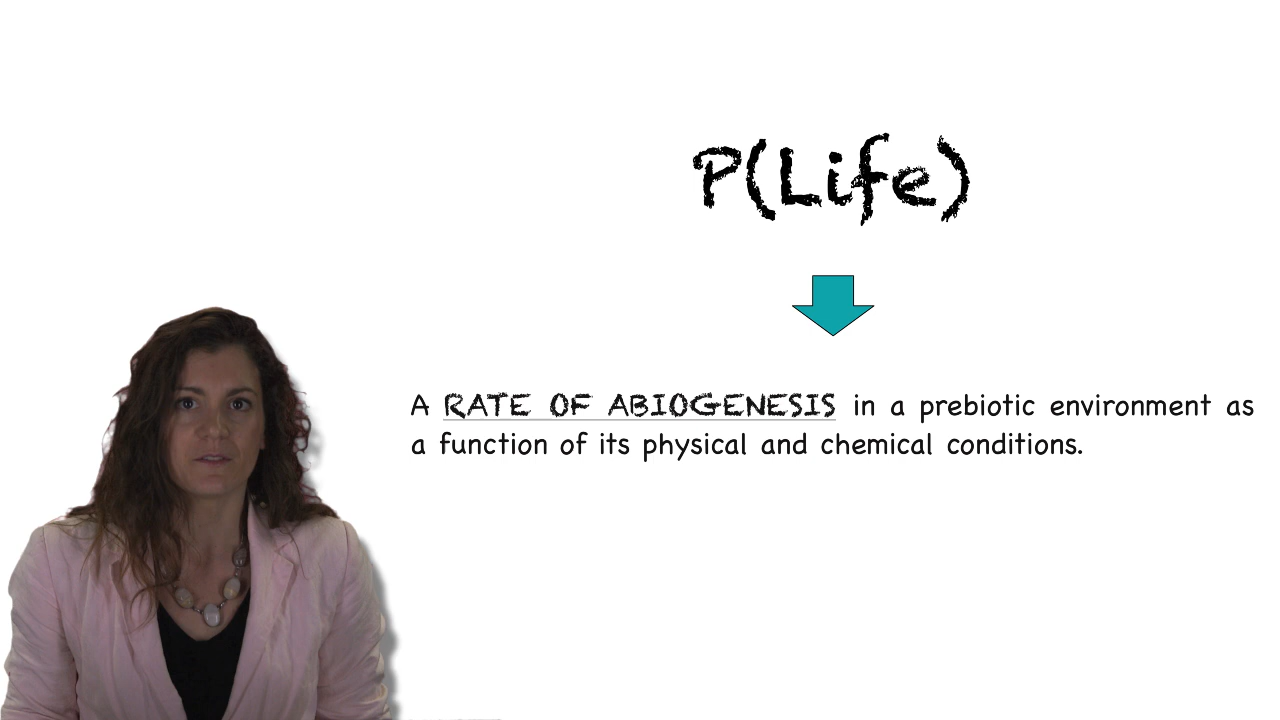 P(Life)
A RATE OF ABIOGENESIS in a prebiotic environment as
a function of its physical and chemical conditions.